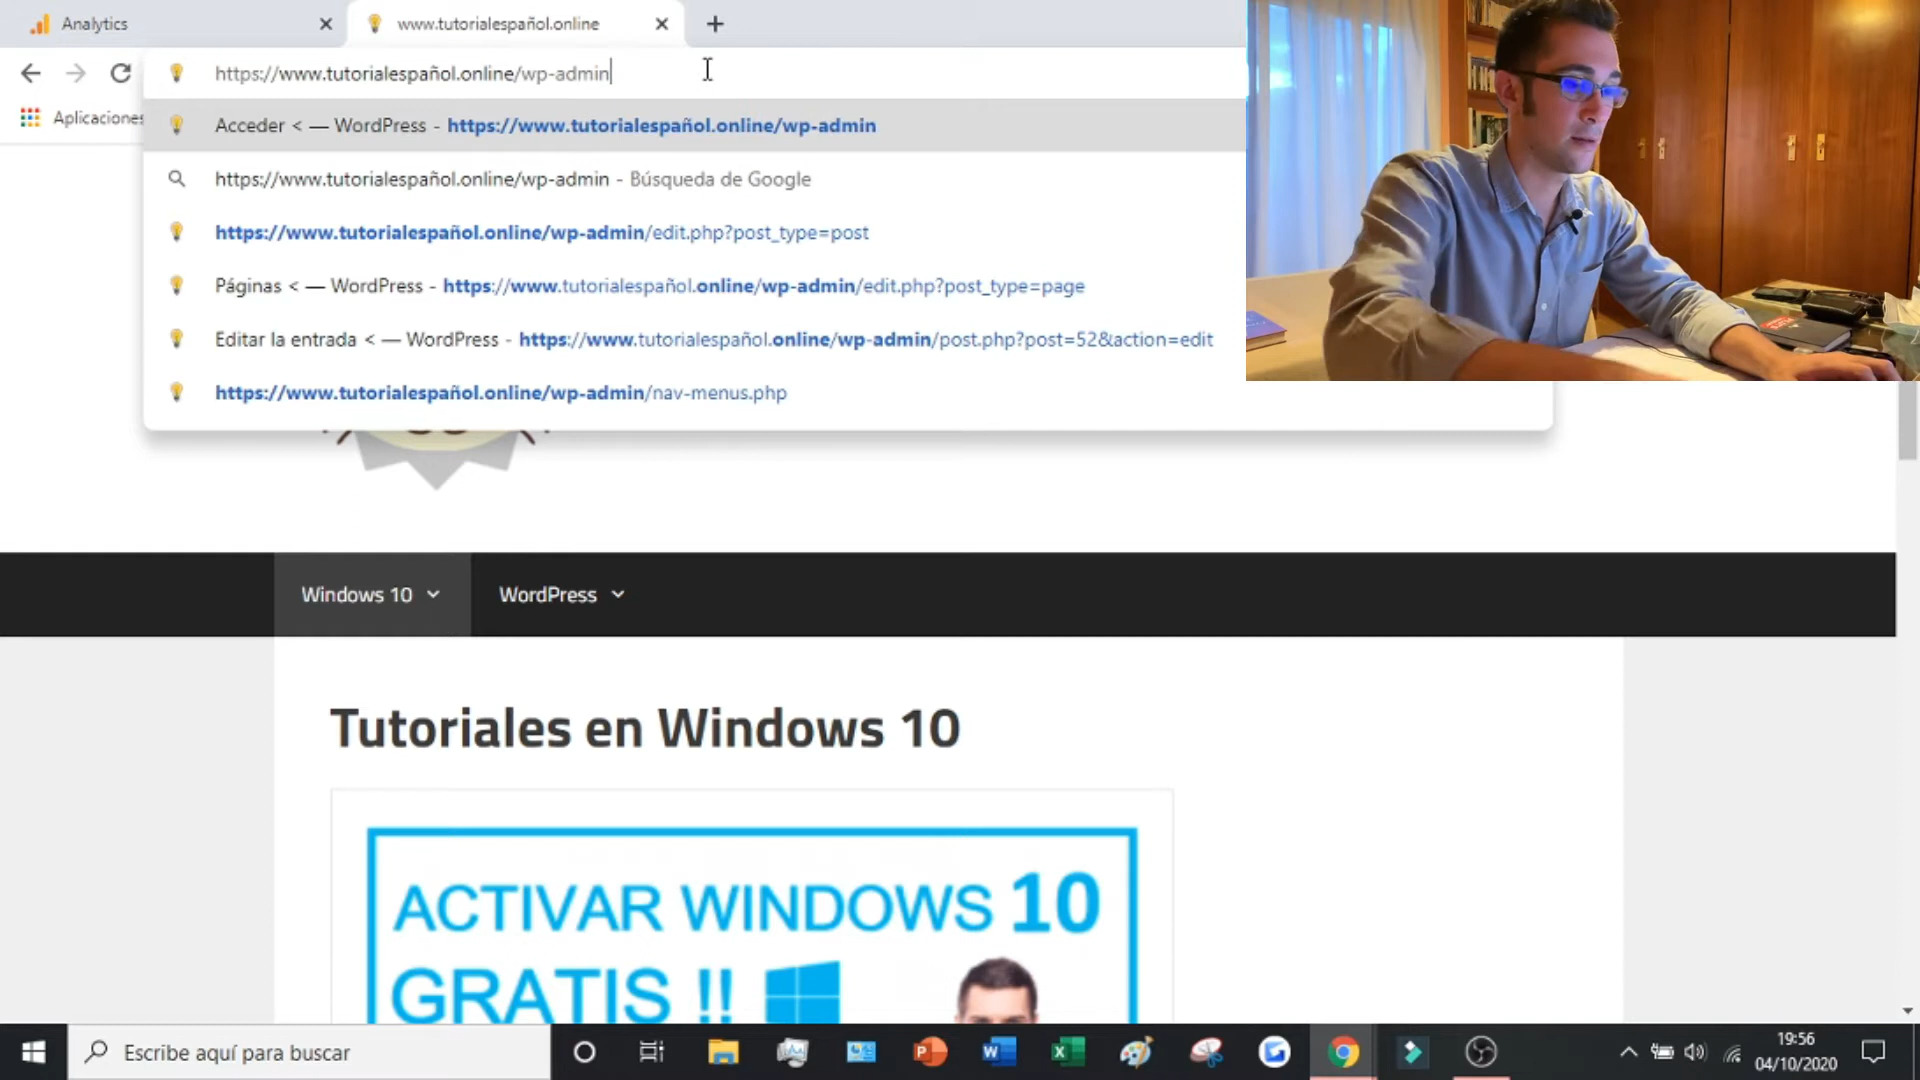 Analytics
www.tutorialespañol.online
https://www.tutorialespañol.online/wp-admin
Aplicaciones
Acceder < — WordPress - https://www.tutorialespañol.online/wp-admin
https://www.tutorialespañol.online/wp-admin - Búsqueda de Google
https://www.tutorialespañol.online/wp-admin/edit.php?post_type=post
Páginas < — WordPress - https://www.tutorialespañol.online/wp-admin/edit.php?post_type=page
Editar la entrada < — WordPress - https://www.tutorialespañol.online/wp-admin/post.php?post=52&action=edit
https://www.tutorialespañol.online/wp-admin/nav-menus.php
Windows 10
WordPress
Tutoriales en Windows 10
ACTIVAR WINDOWS 10
GRATIS !!
Escribe aquí para buscar
19:56
04/10/2020